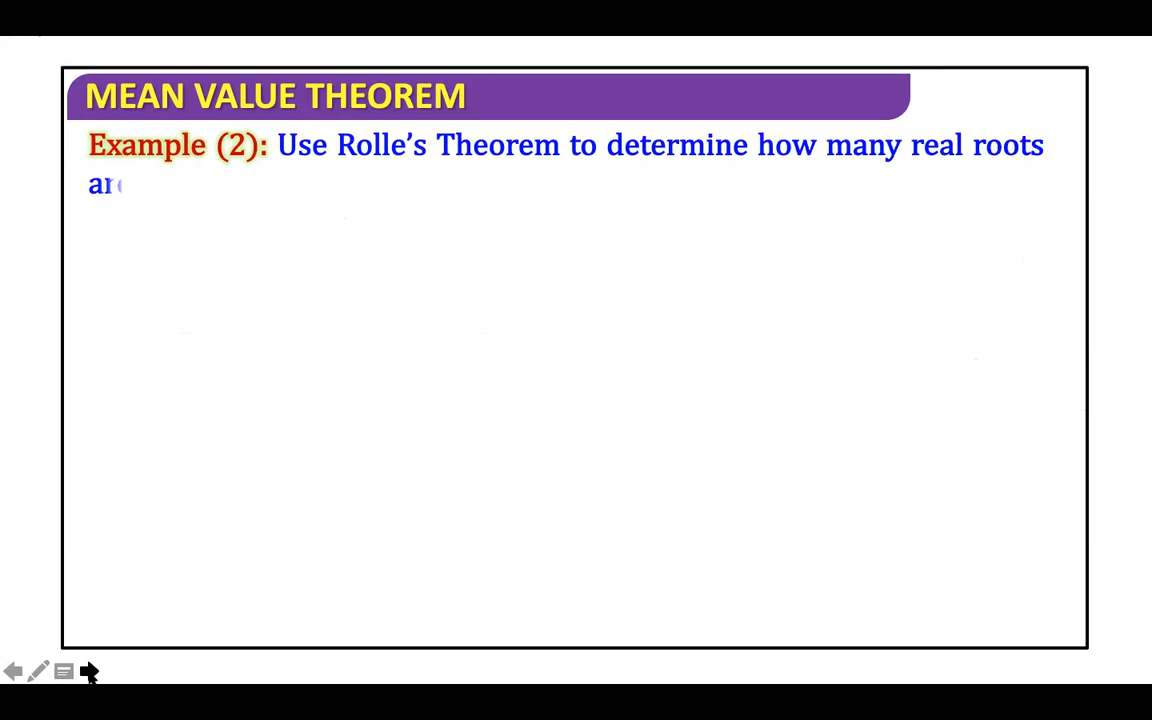 MEAN VALUE THEOREM
Example (2): Use Rolle’s Theorem to determine how many real roots